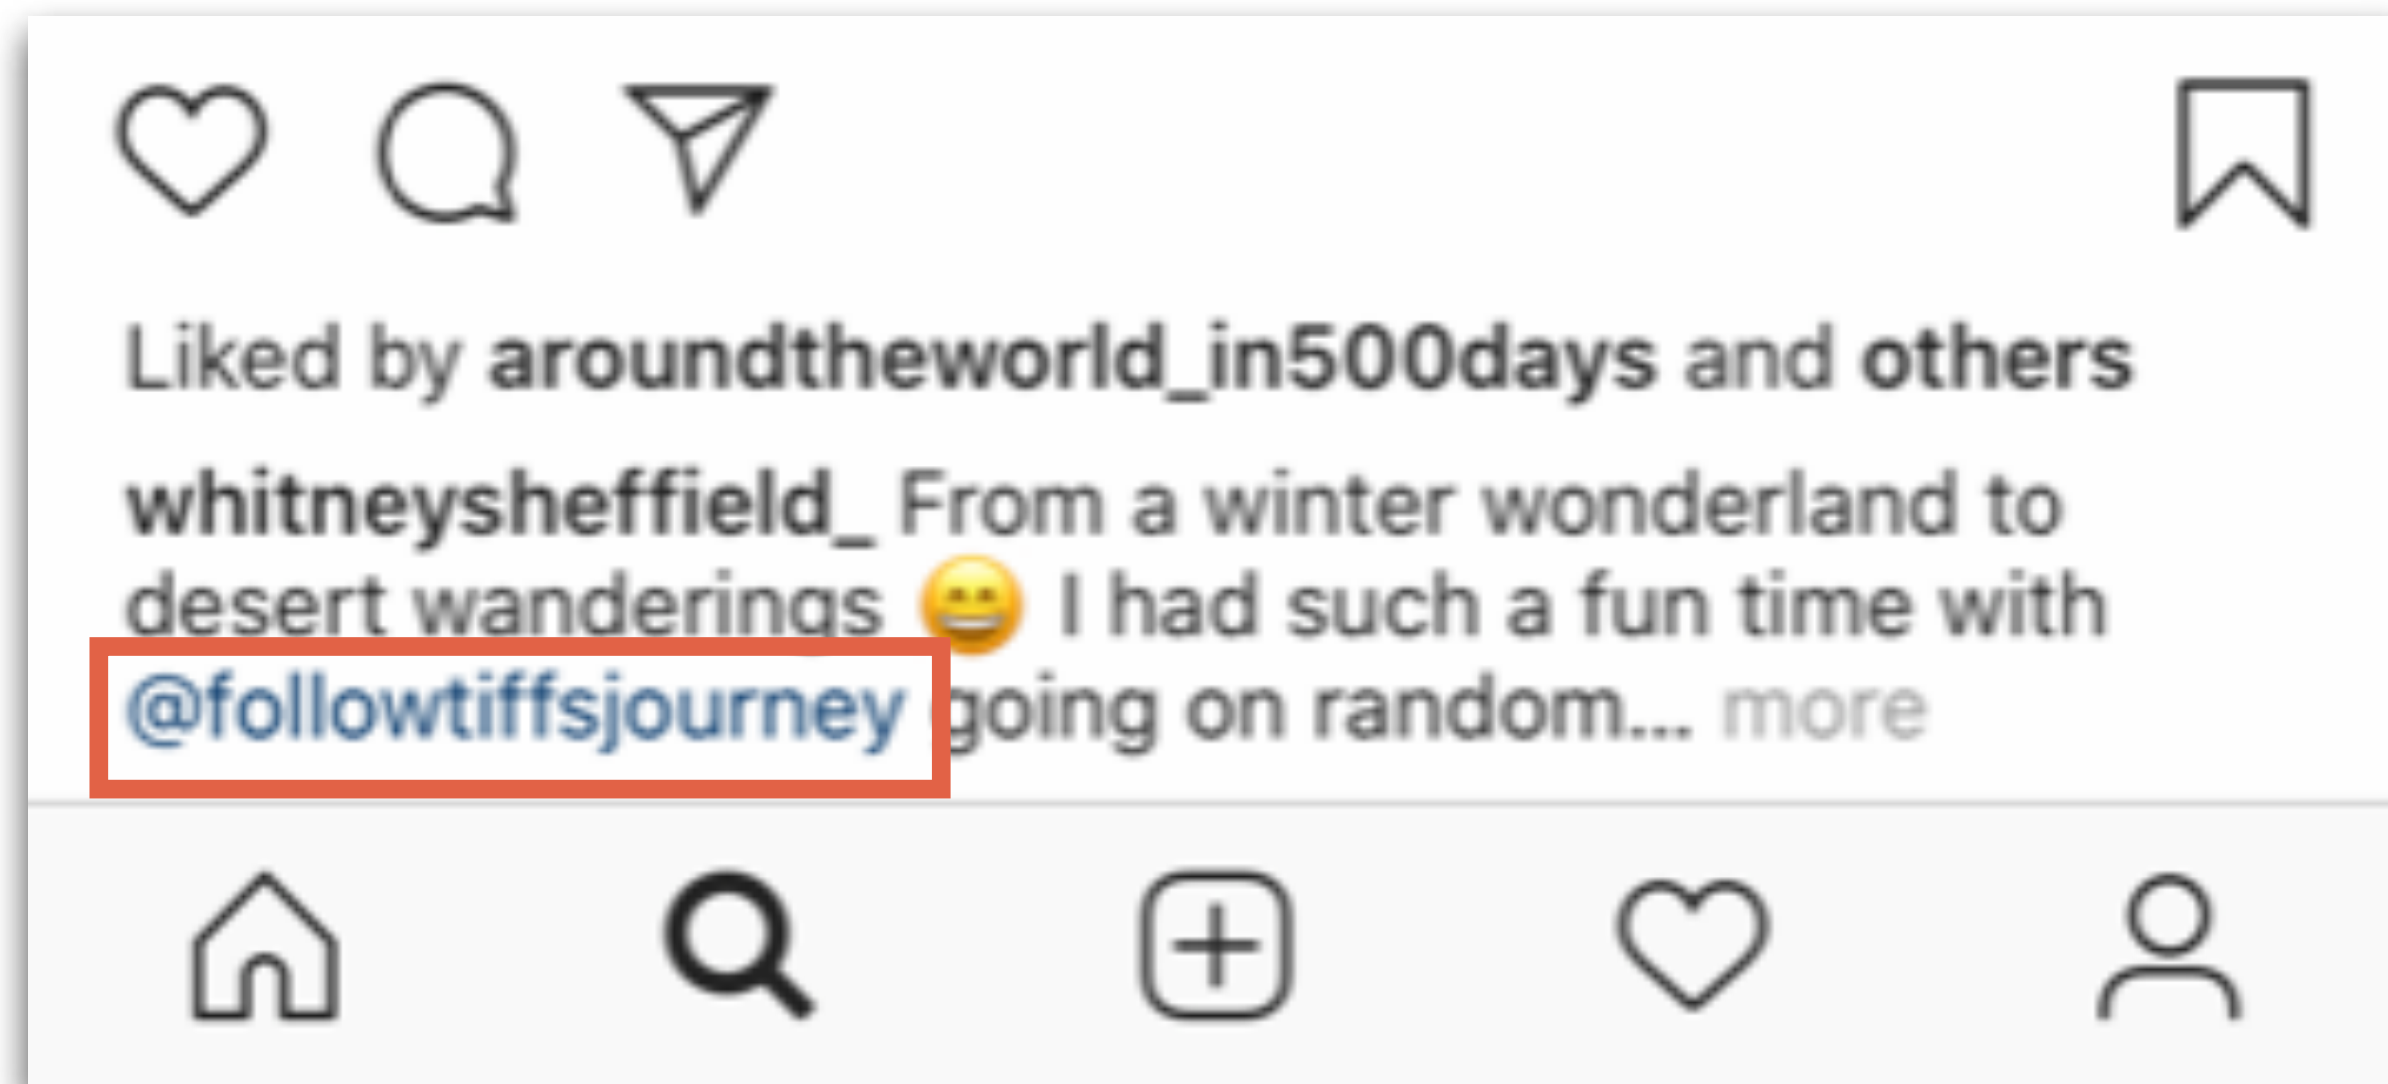 Liked by aroundtheworld_in500days and others
whitneysheffield_ From a winter wonderland to
desert wanderings 😄 I had such a fun time with
@followtiffsjourney going on random... more